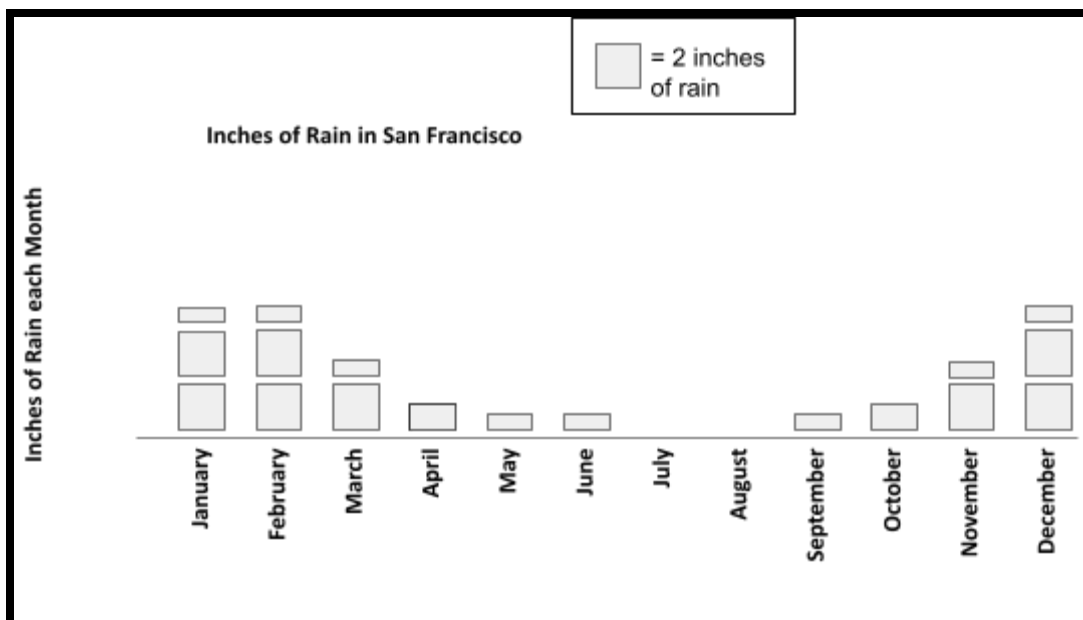 = 2 inches
of rain
Inches of Rain in San Francisco
Inches of Rain each Month
January
February
March
April
May
June
July
August
September
October
November
December